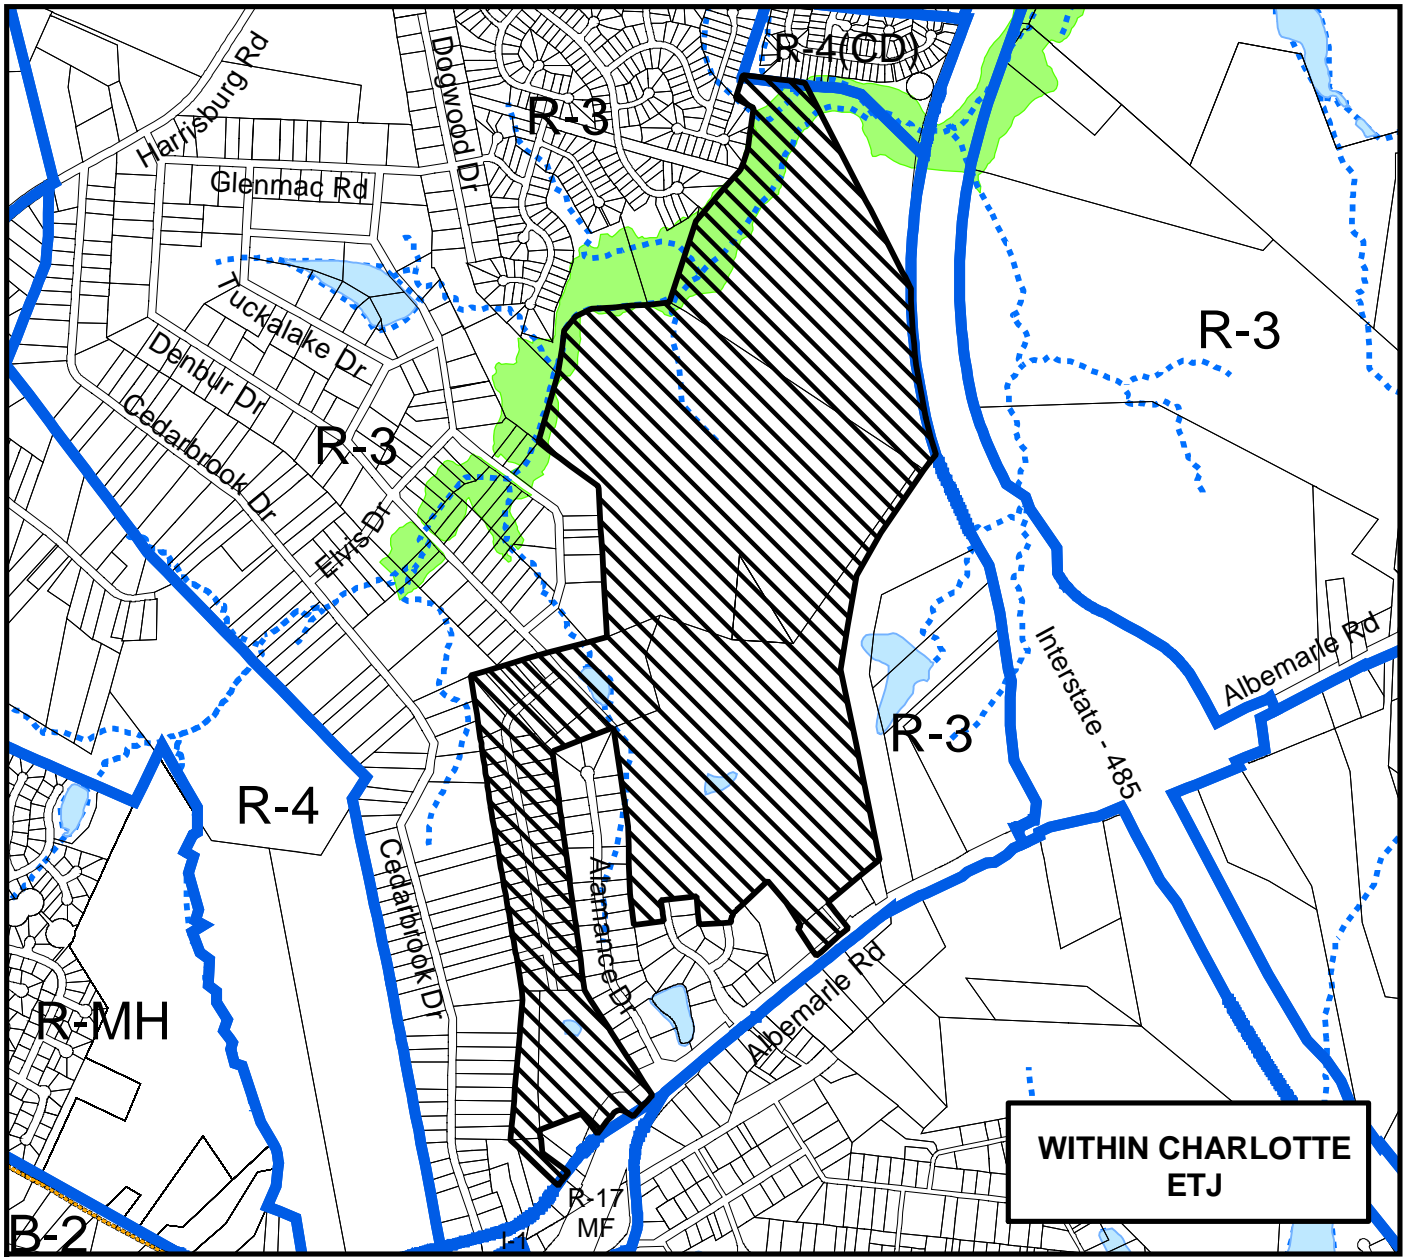 R-4(CD)
Harrisburg Rd
Dogwood Dr
R-3
Glenmac Rd
Tuckalake Dr
R-3
Denbur Dr
Cedarbrook Dr
R-3
Elvis Dr
Interstate - 485
Albemarle Rd
R-3
R-4
Cedarbrook Dr
Alamance Dr
Albemarle Rd
R-MH
WITHIN CHARLOTTE
ETJ
R-17
MF
I-1
B-2